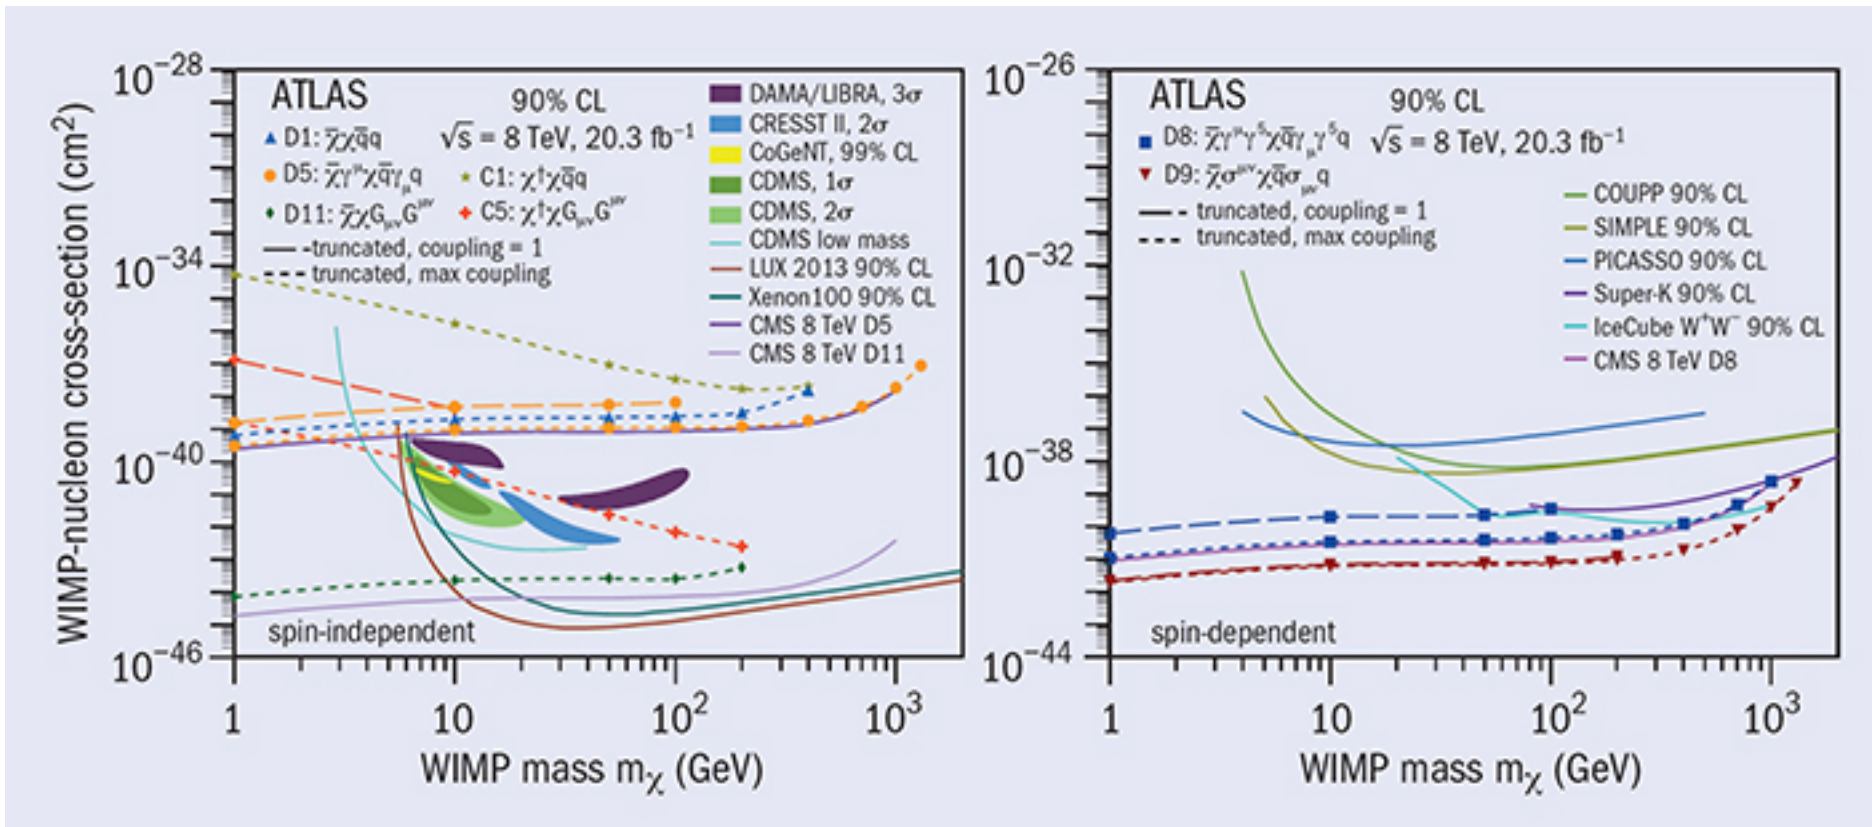 WIMP-nucleon cross-section (cm²)
10⁻²⁸
10⁻³⁴
10⁻⁴⁰
10⁻⁴⁶
ATLAS
90% CL
√s = 8 TeV, 20.3 fb⁻¹
D1: χ̅χq̅q
D5: χ̅γᵘχq̅γ_μq
C1: χ†χq̅q
D11: χ̅χG_μνG^μν
C5: χ†χG_μνG^μν
-truncated, coupling = 1
truncated, max coupling
DAMA/LIBRA, 3σ
CRESST II, 2σ
CoGeNT, 99% CL
CDMS, 1σ
CDMS, 2σ
CDMS low mass
LUX 2013 90% CL
Xenon100 90% CL
CMS 8 TeV D5
CMS 8 TeV D11
spin-independent
1 10 10² 10³
WIMP mass m_χ (GeV)
10⁻²⁶
10⁻³²
10⁻³⁸
10⁻⁴⁴
ATLAS
90% CL
D8: χ̅γ^μγ⁵χq̅γ_μγ⁵q √s = 8 TeV, 20.3 fb⁻¹
D9: χ̅σ^μνχq̅σ_μνq
truncated, coupling = 1
truncated, max coupling
COUPP 90% CL
SIMPLE 90% CL
PICASSO 90% CL
Super-K 90% CL
IceCube W⁺W⁻ 90% CL
CMS 8 TeV D8
spin-dependent
1 10 10² 10³
WIMP mass m_χ (GeV)